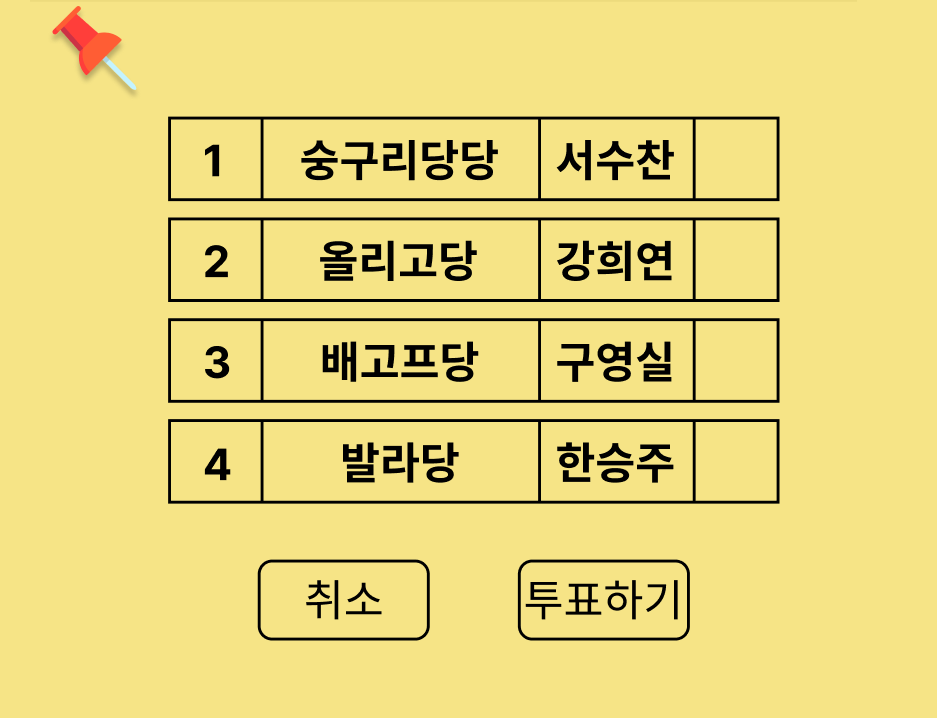 1 숭구리당당 서수찬
2 올리고당 강희연
3 배고프당 구영실
4 발라당 한승주
취소 투표하기